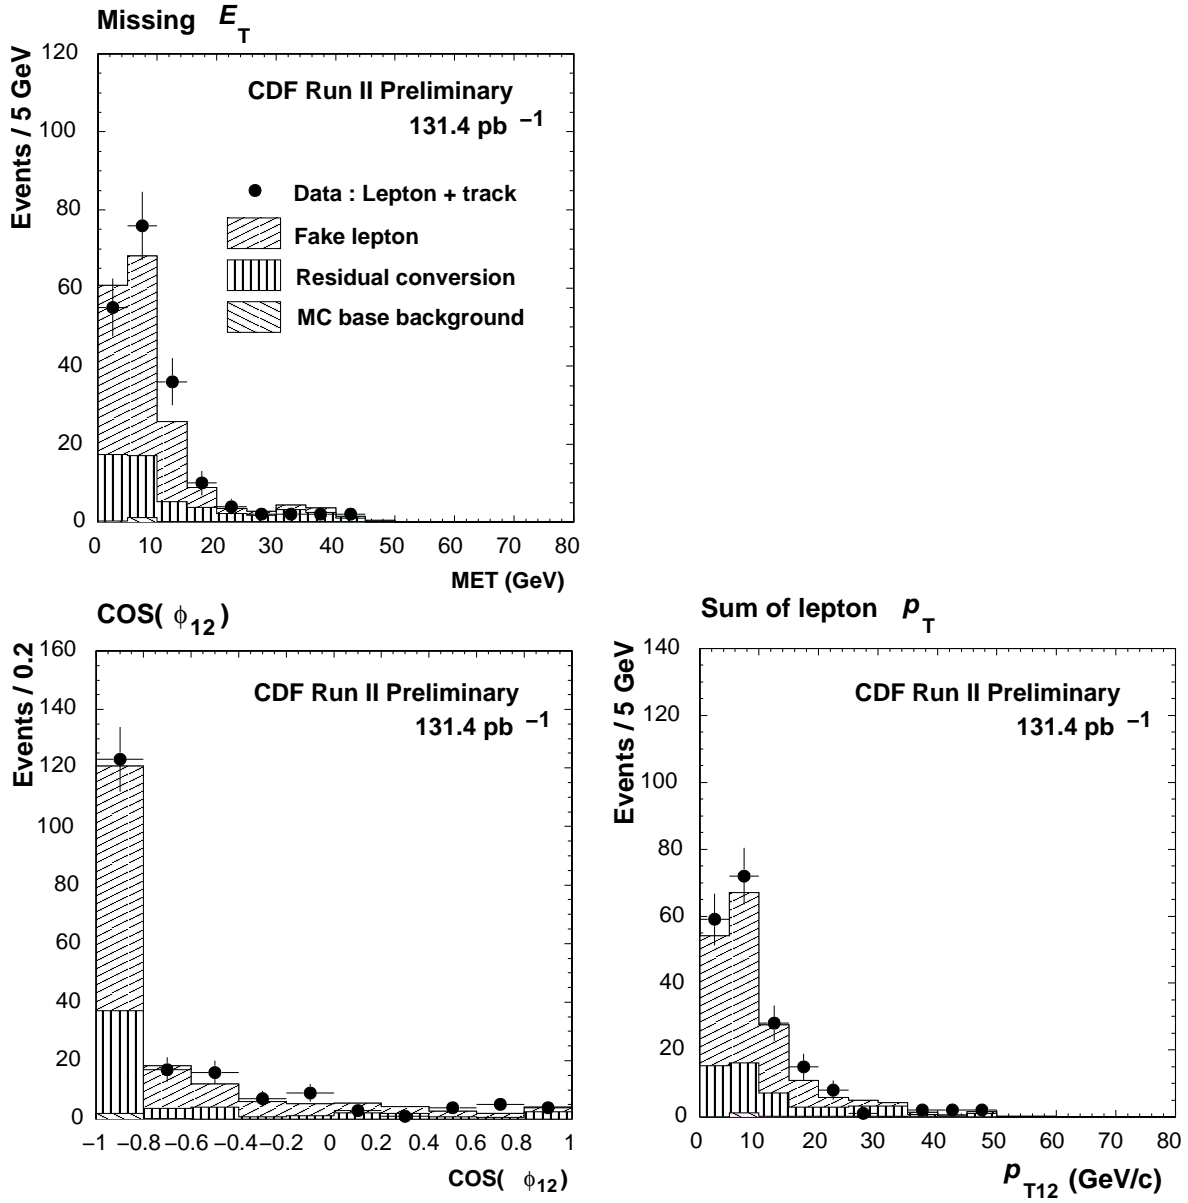 Missing E_T
Events / 5 GeV
120
100
80
60
40
20
0
CDF Run II Preliminary
131.4 pb −1
Data : Lepton + track
Fake lepton
Residual conversion
MC base background
0 10 20 30 40 50 60 70 80
MET (GeV)
COS( ϕ12)
Events / 0.2
160
140
120
100
80
60
40
20
0
CDF Run II Preliminary
131.4 pb −1
−1 −0.8 −0.6 −0.4 −0.2 0 0.2 0.4 0.6 0.8 1
COS( ϕ12)
Sum of lepton pT
Events / 5 GeV
140
120
100
80
60
40
20
0
CDF Run II Preliminary
131.4 pb −1
0 10 20 30 40 50 60 70 80
pT12 (GeV/c)